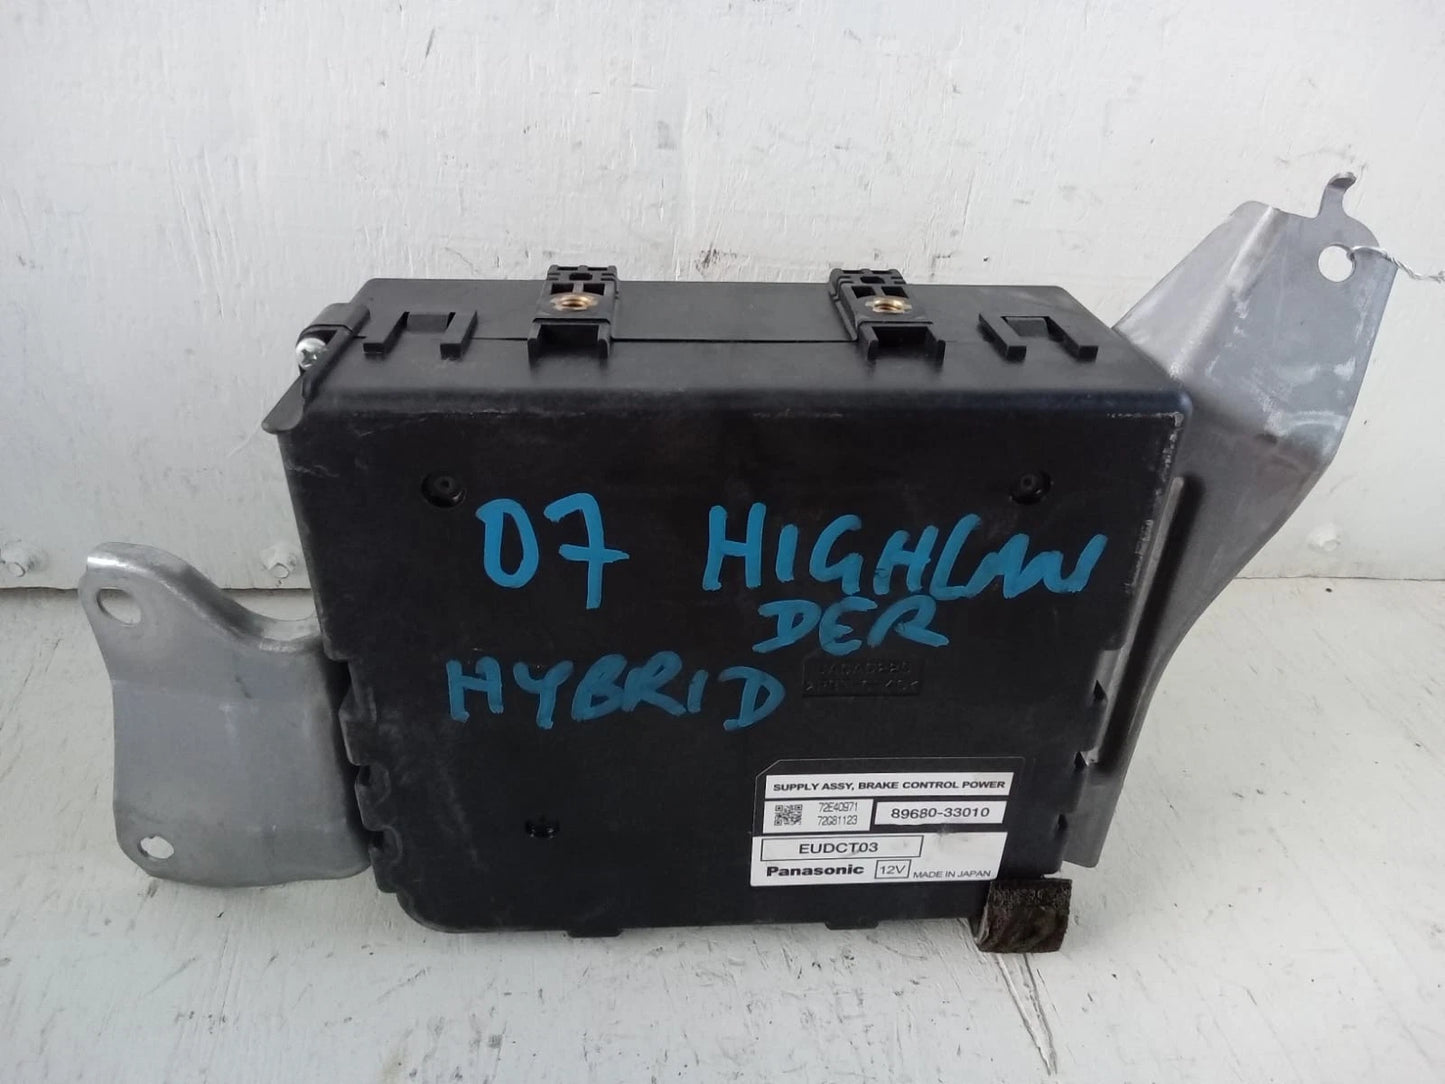 07 HIGHLAN
DER
HYBRID
SUPPLY ASSY, BRAKE CONTROL POWER
72E40971
72G81123
89680-33010
EUDCT03
Panasonic 12V MADE IN JAPAN